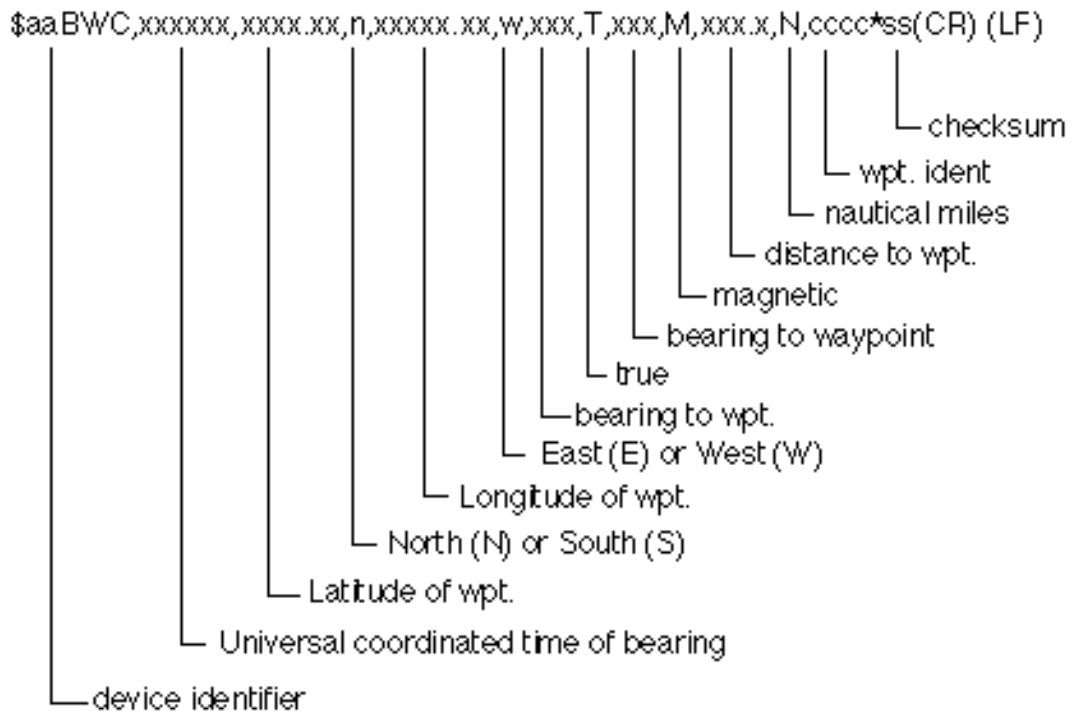 $aaBWC,xxxxxx,xxxx.xx,n,xxxxx.xx,w,xxx,T,xxx,M,xxx.x,N,cccc*ss(CR) (LF)
checksum
wpt. ident
nautical miles
distance to wpt.
magnetic
bearing to waypoint
true
bearing to wpt.
East (E) or West (W)
Longitude of wpt.
North (N) or South (S)
Latitude of wpt.
Universal coordinated time of bearing
device identifier